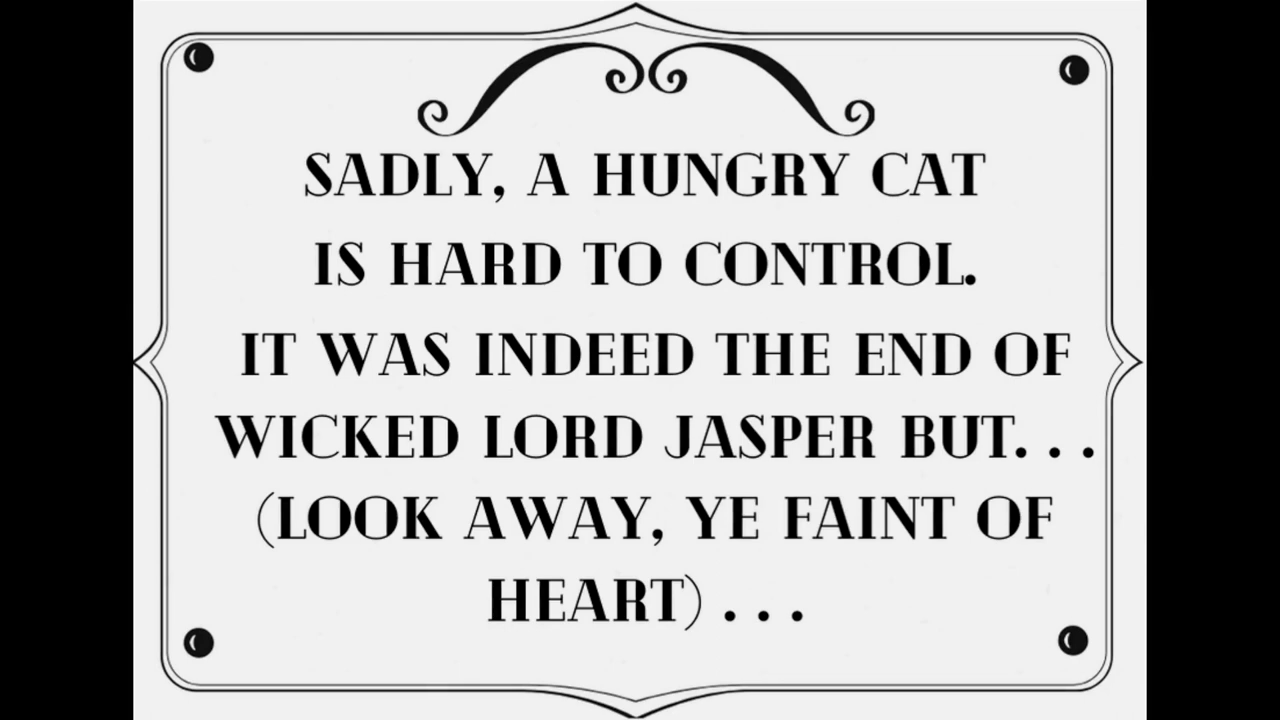 SADLY, A HUNGRY CAT
IS HARD TO CONTROL.
IT WAS INDEED THE END OF
WICKED LORD JASPER BUT. . .
(LOOK AWAY, YE FAINT OF
HEART) . . .